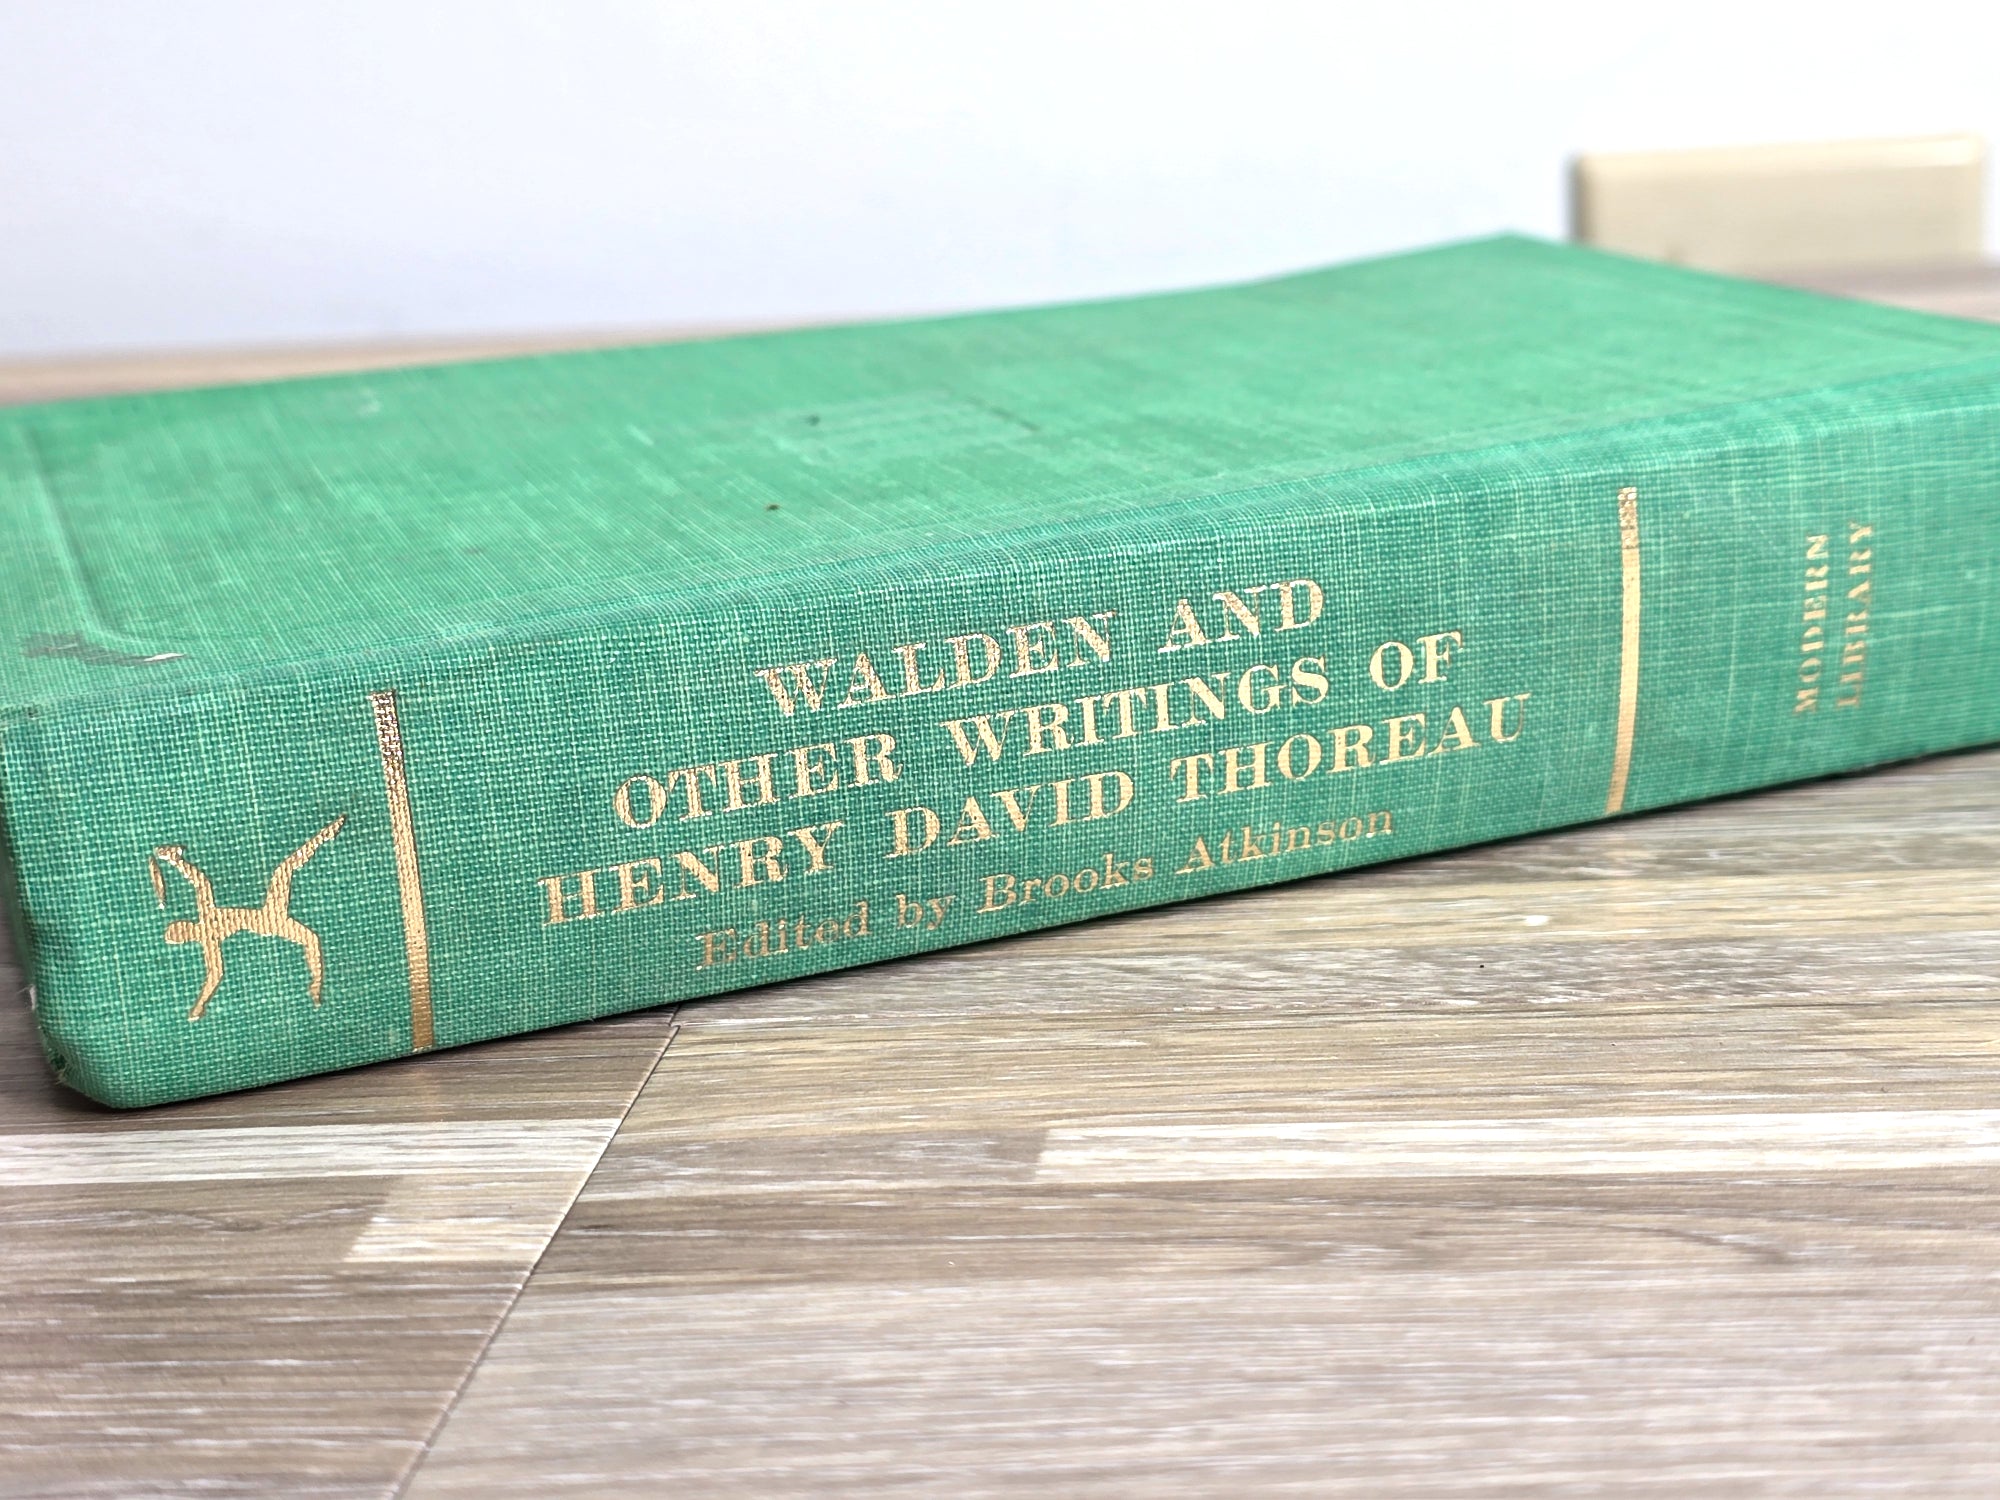 WALDEN AND
OTHER WRITINGS OF
HENRY DAVID THOREAU
Edited by Brooks Atkinson
MODERN
LIBRARY